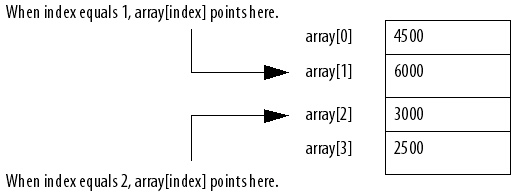 When index equals 1, array[index] points here.
array[0] 4500
array[1] 6000
array[2] 3000
array[3] 2500
When index equals 2, array[index] points here.